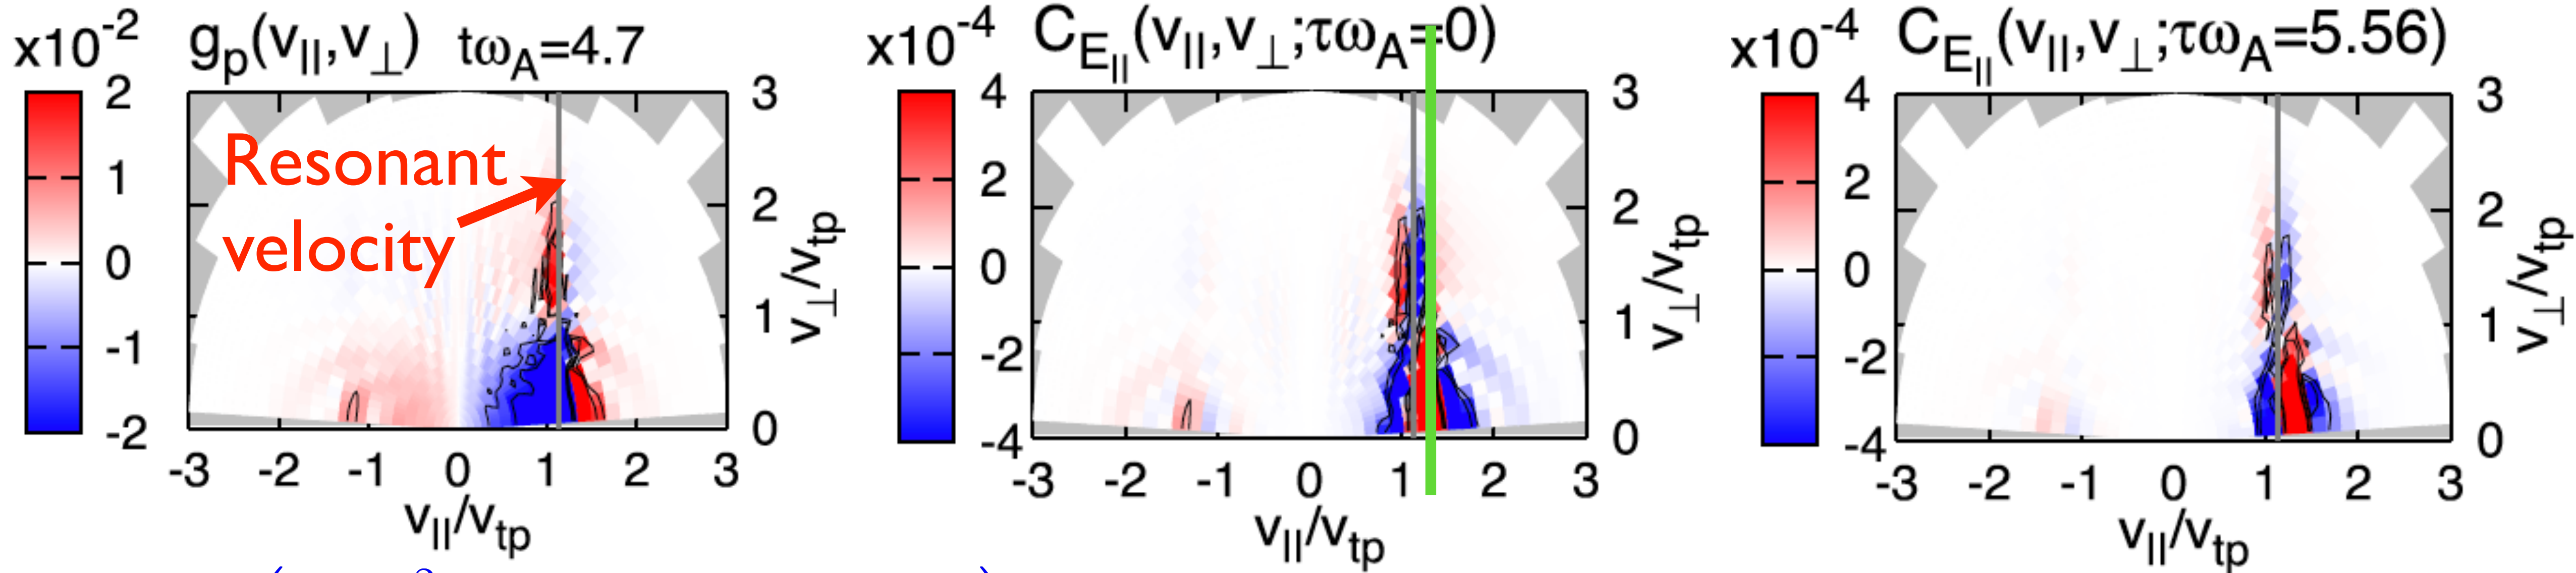 x10⁻² g_p(v_||,v_⊥) tω_A=4.7
2
1
0
-1
-2
Resonant
velocity
3
2
1
0
v_⊥/v_tp
-3 -2 -1 0 1 2 3
v_||/v_tp
x10⁻⁴ C_E_||(v_||,v_⊥;τω_A=0)
4
2
0
-2
-4
3
2
1
0
v_⊥/v_tp
-3 -2 -1 0 1 2 3
v_||/v_tp
x10⁻⁴ C_E_||(v_||,v_⊥;τω_A=5.56)
4
2
0
-2
-4
3
2
1
0
v_⊥/v_tp
-3 -2 -1 0 1 2 3
v_||/v_tp